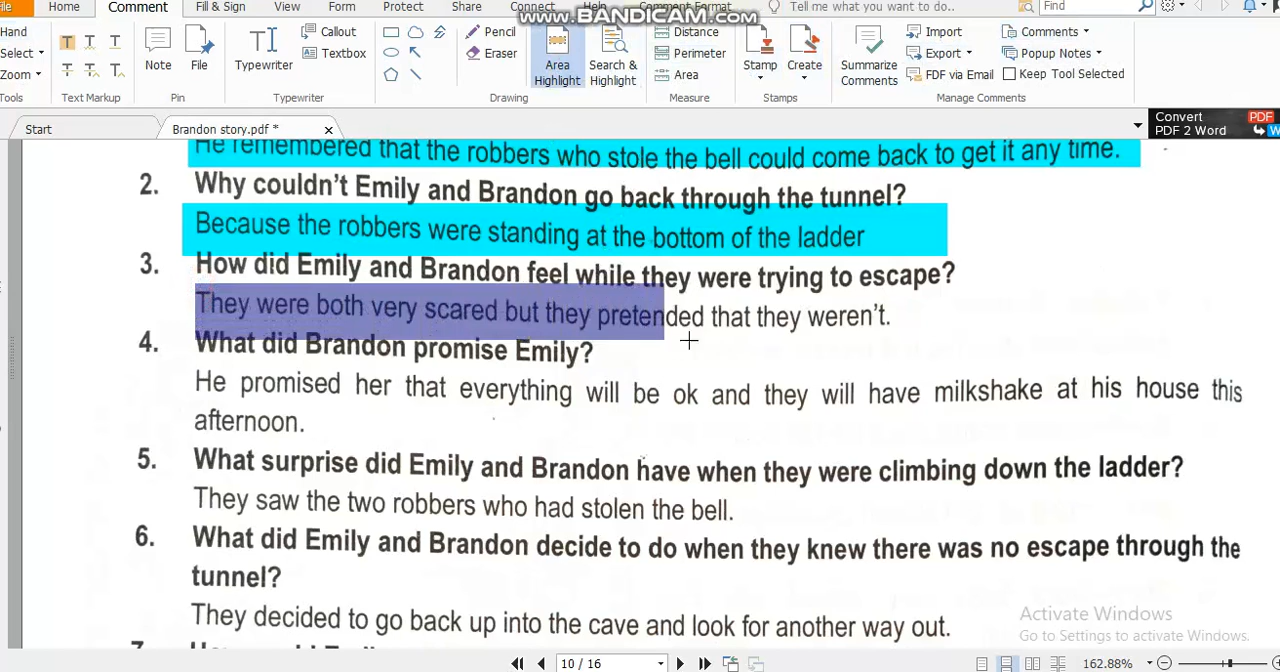 File Home Comment Fill & Sign View Form Protect Share Connect Help Comment Format Tell me what you want to do.. Find
www.BANDICAM.com
Hand Select Zoom Tools
T T T T T T Text Markup
Note File Pin
Typewriter Callout Textbox Typewriter
Pencil Eraser Area Highlight Search & Highlight Drawing
Distance Perimeter Area Measure
Stamp Create Stamps
Summarize Comments Import Export FDF via Email Comments Popup Notes Keep Tool Selected Manage Comments
Start Brandon story.pdf *
Convert PDF
PDF 2 Word W
He remembered that the robbers who stole the bell could come back to get it any time.
2. Why couldn't Emily and Brandon go back through the tunnel?
Because the robbers were standing at the bottom of the ladder
3. How did Emily and Brandon feel while they were trying to escape?
They were both very scared but they pretended that they weren't.
4. What did Brandon promise Emily?
He promised her that everything will be ok and they will have milkshake at his house this
afternoon.
5. What surprise did Emily and Brandon have when they were climbing down the ladder?
They saw the two robbers who had stolen the bell.
6. What did Emily and Brandon decide to do when they knew there was no escape through the
tunnel?
They decided to go back up into the cave and look for another way out.
Activate Windows
Go to Settings to activate Windows.
10 / 16
162.88%